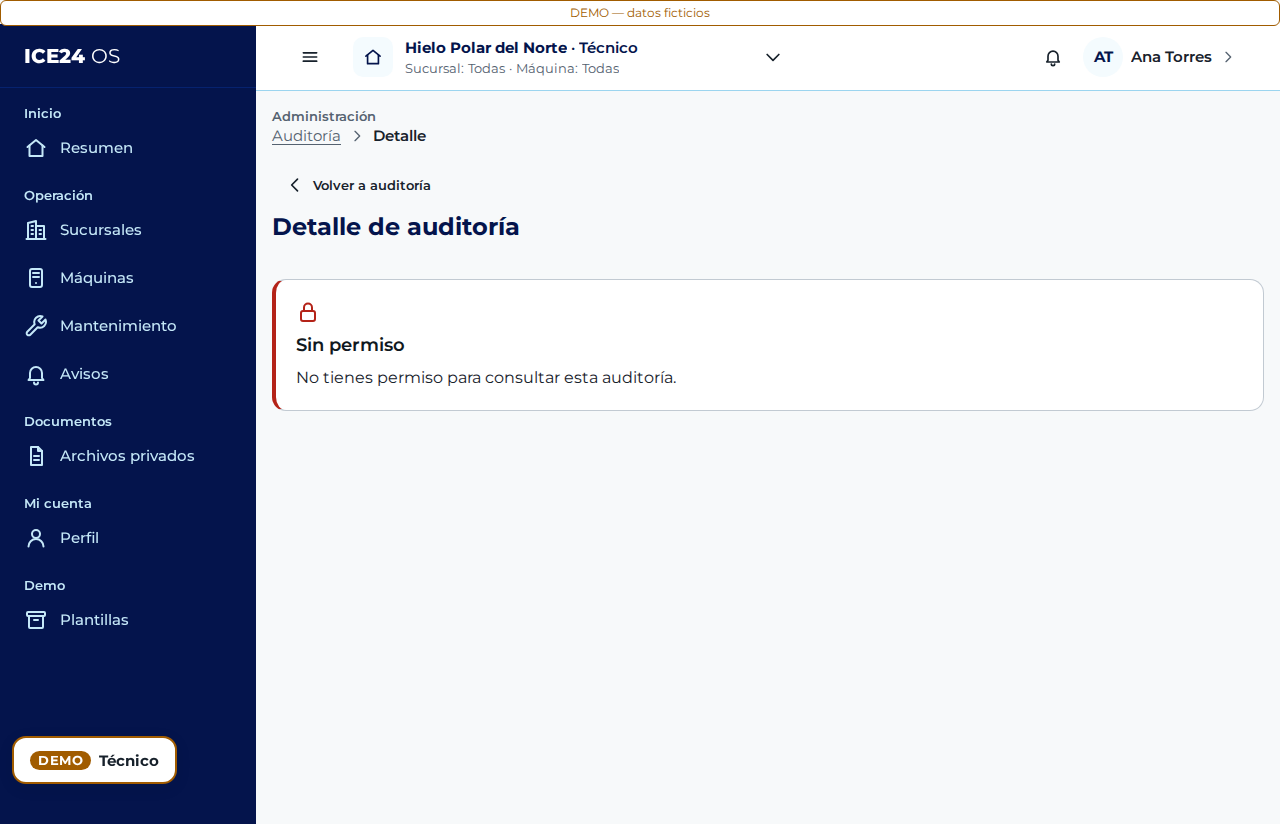 DEMO — datos ficticios
ICE24 OS
Inicio
Resumen
Operación
Sucursales
Máquinas
Mantenimiento
Avisos
Documentos
Archivos privados
Mi cuenta
Perfil
Demo
Plantillas
DEMO Técnico
Hielo Polar del Norte · Técnico
Sucursal: Todas · Máquina: Todas
AT Ana Torres
Administración
Auditoría > Detalle
Volver a auditoría
Detalle de auditoría
Sin permiso
No tienes permiso para consultar esta auditoría.